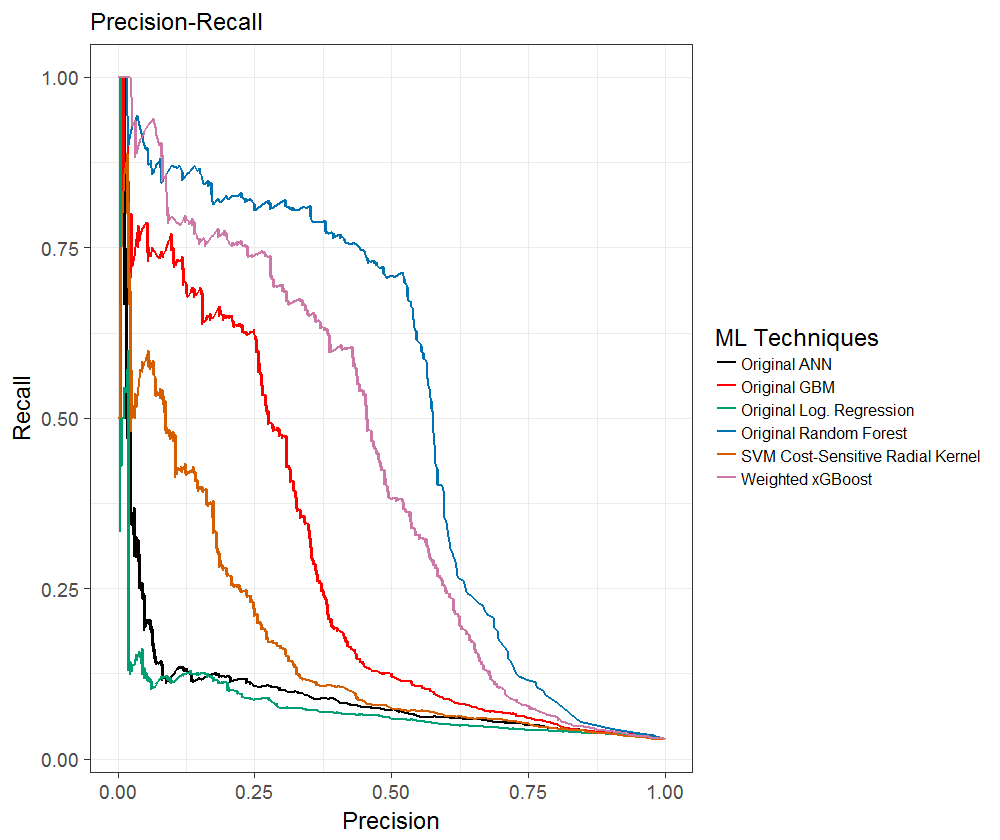 Precision-Recall
Recall
1.00
0.75
0.50
0.25
0.00
0.00 0.25 0.50 0.75 1.00
Precision
ML Techniques
Original ANN
Original GBM
Original Log. Regression
Original Random Forest
SVM Cost-Sensitive Radial Kernel
Weighted xGBoost